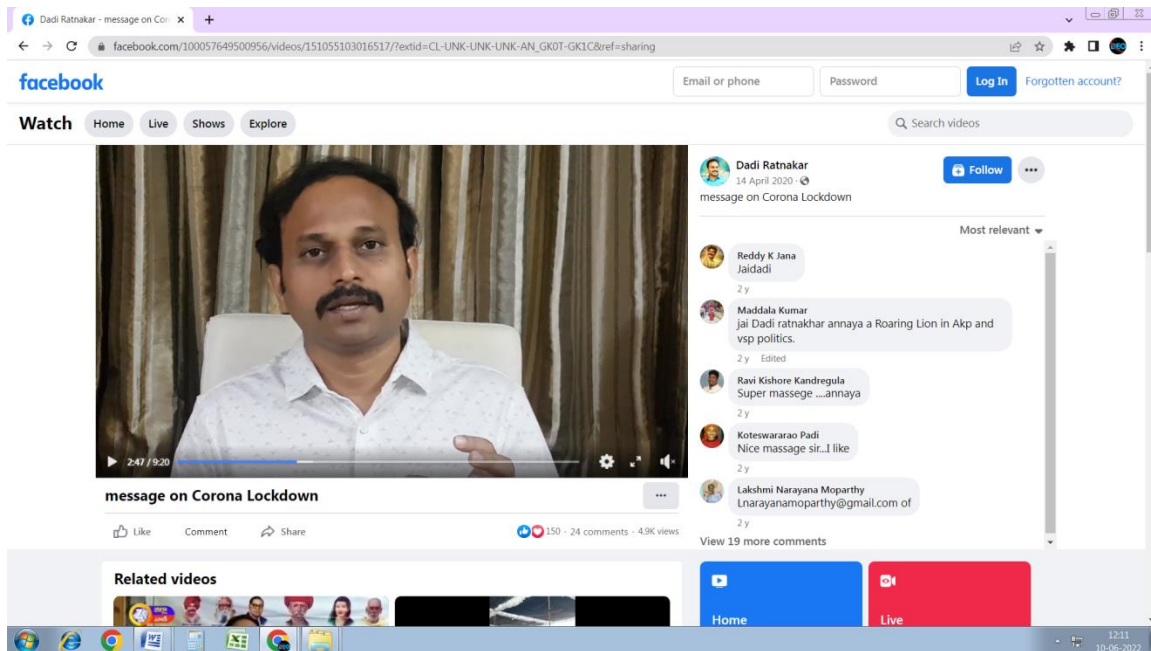 Dadi Ratnakar - message on Cor
facebook.com/100057649500956/videos/151055103016517/?extid=CL-UNK-UNK-UNK-AN_GK0T-GK1C&ref=sharing
facebook
Email or phone
Password
Log In
Forgotten account?
Watch
Home
Live
Shows
Explore
Search videos
Dadi Ratnakar
14 April 2020
Follow
message on Corona Lockdown
Most relevant
Reddy K Jana
Jaidadi
2 y
Maddala Kumar
jai Dadi ratnakhar annaya a Roaring Lion in Akp and
vsp politics.
2 y Edited
Ravi Kishore Kandregula
Super massege ....annaya
2 y
Koteswararao Padi
Nice massage sir...I like
2 y
Lakshmi Narayana Moparthy
Lnarayanamoparthy@gmail.com of
2 y
View 19 more comments
2:47 / 9:20
message on Corona Lockdown
Like
Comment
Share
150 · 24 comments · 4.9K views
Related videos
Home
Live
12:11
10-06-2022